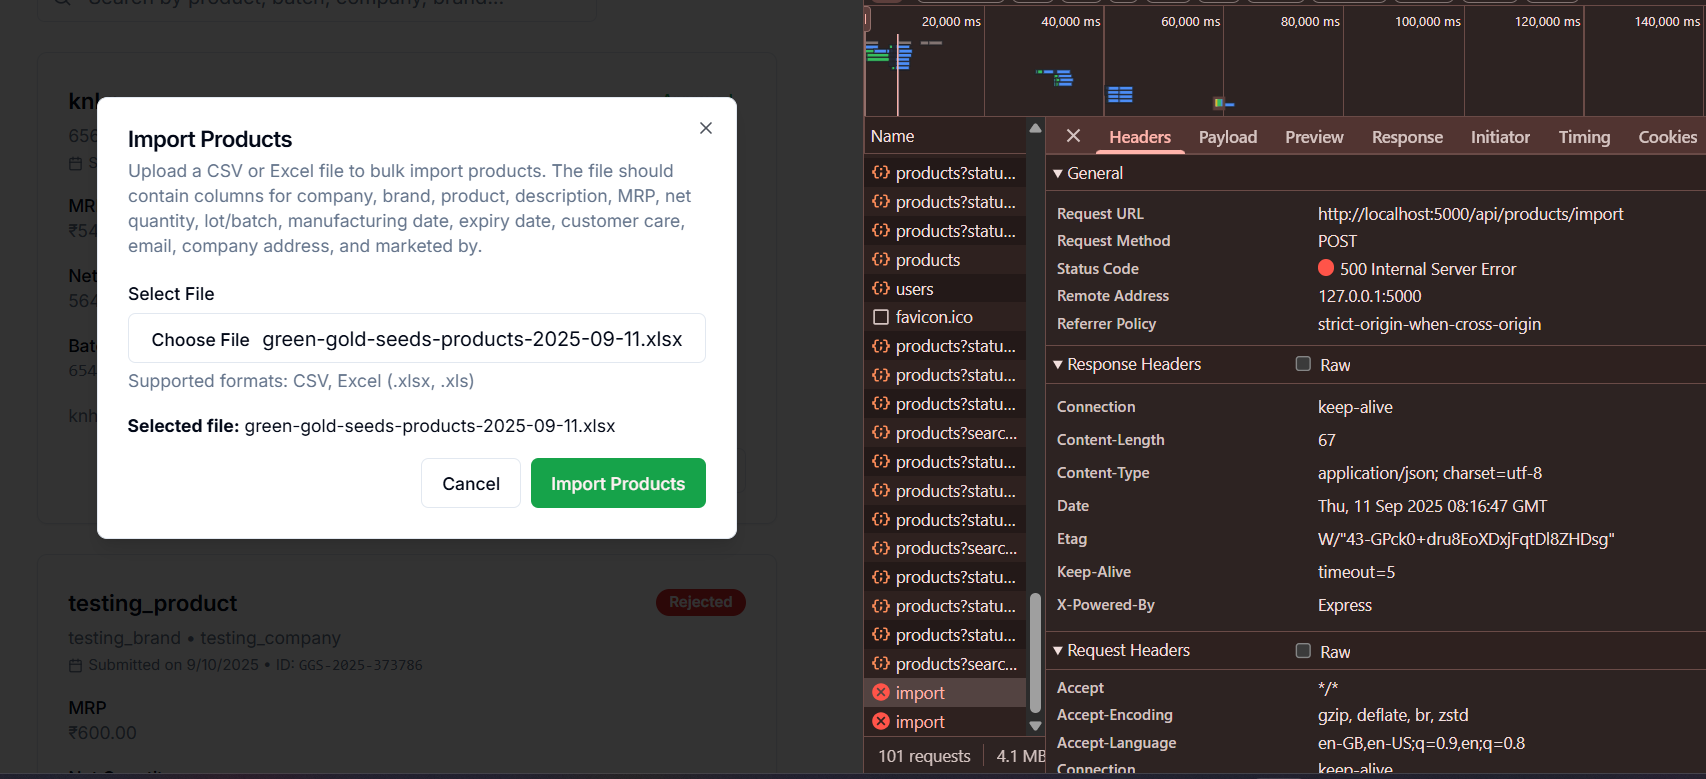 Search by product, batch, company, brand...
Import Products
Upload a CSV or Excel file to bulk import products. The file should
contain columns for company, brand, product, description, MRP, net
quantity, lot/batch, manufacturing date, expiry date, customer care,
email, company address, and marketed by.
Select File
Choose File green-gold-seeds-products-2025-09-11.xlsx
Supported formats: CSV, Excel (.xlsx, .xls)
Selected file: green-gold-seeds-products-2025-09-11.xlsx
Cancel
Import Products
656
S
MR
₹54
Net
564
Bat
654
knh
testing_product
Rejected
testing_brand • testing_company
Submitted on 9/10/2025 • ID: GGS-2025-373786
MRP
₹600.00
20,000 ms
40,000 ms
60,000 ms
80,000 ms
100,000 ms
120,000 ms
140,000 ms
Name
products?statu...
products?statu...
products?statu...
products
users
favicon.ico
products?statu...
products?statu...
products?statu...
products?searc...
products?statu...
products?statu...
products?statu...
products?searc...
products?statu...
products?statu...
products?statu...
products?searc...
import
import
101 requests
4.1 MB
Headers
Payload
Preview
Response
Initiator
Timing
Cookies
General
Request URL http://localhost:5000/api/products/import
Request Method POST
Status Code 500 Internal Server Error
Remote Address 127.0.0.1:5000
Referrer Policy strict-origin-when-cross-origin
Response Headers Raw
Connection keep-alive
Content-Length 67
Content-Type application/json; charset=utf-8
Date Thu, 11 Sep 2025 08:16:47 GMT
Etag W/"43-GPck0+dru8EoXDxjFqtDl8ZHDsg"
Keep-Alive timeout=5
X-Powered-By Express
Request Headers Raw
Accept */*
Accept-Encoding gzip, deflate, br, zstd
Accept-Language en-GB,en-US;q=0.9,en;q=0.8
Connection keep-alive